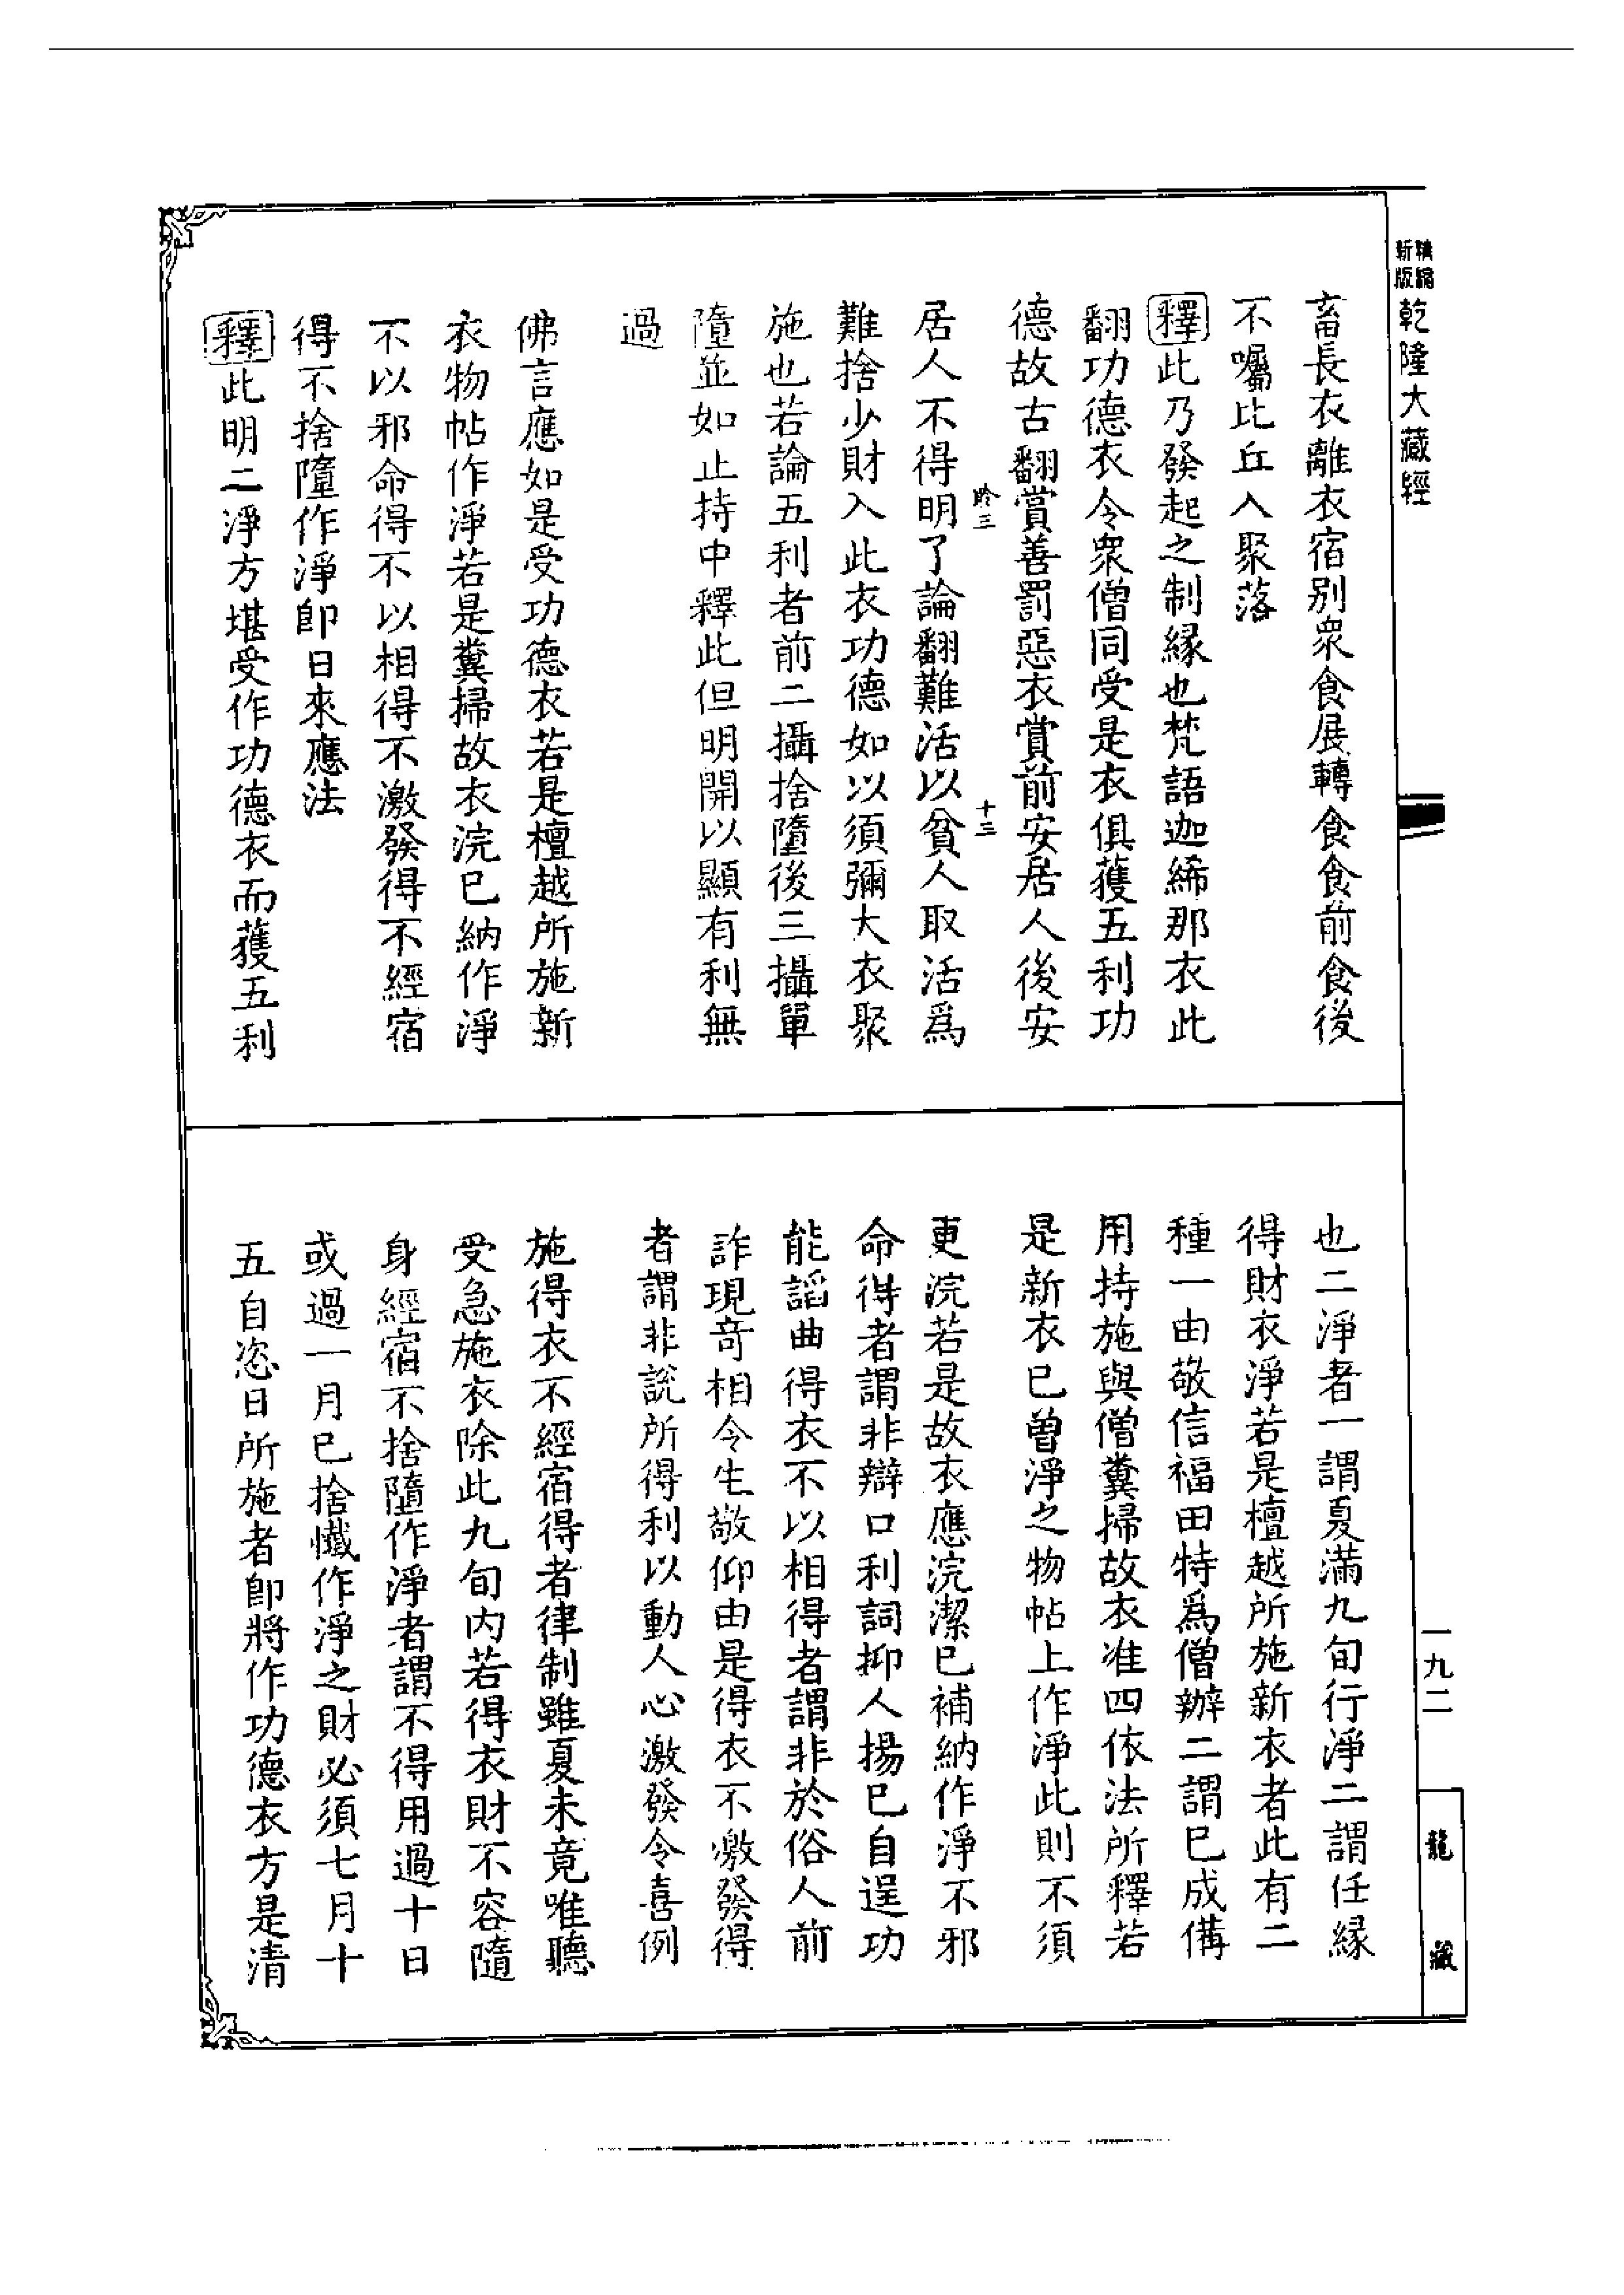 新編縮版
乾隆大藏經
畜長衣離衣宿别衆食展轉食食前食後
不囑比丘入聚落
釋此乃發起之制緣也梵語迦絺那衣此
翻功德衣令衆僧同受是衣俱獲五利功
德故古翻賞善罰惡衣賞前安居人後安
昣三 十三
居人不得明了論翻難活以貧人取活爲
難捨少財入此衣功德如以須彌大衣聚
施也若論五利者前二攝捨墮後三攝單
墮並如止持中釋此但明開以顯有利無
過
佛言應如是受功德衣若是檀越所施新
衣物帖作淨若是糞掃故衣浣已納作淨
不以邪命得不以相得不激發得不經宿
得不捨墮作淨卽日來應法
釋此明二淨方堪受作功德衣而獲五利
也二淨者一謂夏滿九旬行淨二謂任緣
得財衣淨若是檀越所施新衣者此有二
種一由敬信福田特爲僧辦二謂已成備
用持施與僧糞掃故衣准四依法所釋若
是新衣已曾淨之物帖上作淨此則不須
更浣若是故衣應浣潔已補納作淨不邪
命得者謂非辯口利詞抑人揚已自逞功
能謟曲得衣不以相得者謂非於俗人前
詐現奇相令生敬仰由是得衣不激發得
者謂非説所得利以動人心激發令喜例
施得衣不經宿得者律制雖夏未竟唯聽
受急施衣除此九旬內若得衣財不容隨
身經宿不捨墮作淨者謂不得用過十日
或過一月已捨懺作淨之財必須七月十
五自恣日所施者卽將作功德衣方是清
一九二
龍藏